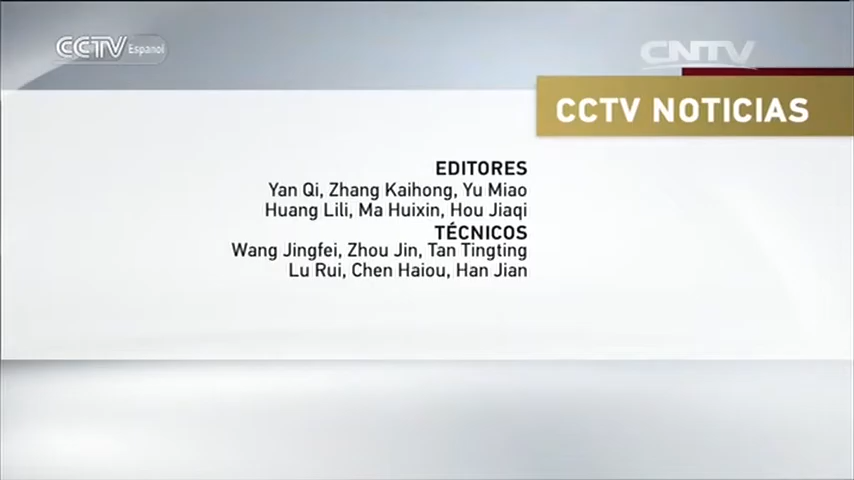 CCTV Español
CNTV
CCTV NOTICIAS
EDITORES
Yan Qi, Zhang Kaihong, Yu Miao
Huang Lili, Ma Huixin, Hou Jiaqi
TÉCNICOS
Wang Jingfei, Zhou Jin, Tan Tingting
Lu Rui, Chen Haiou, Han Jian